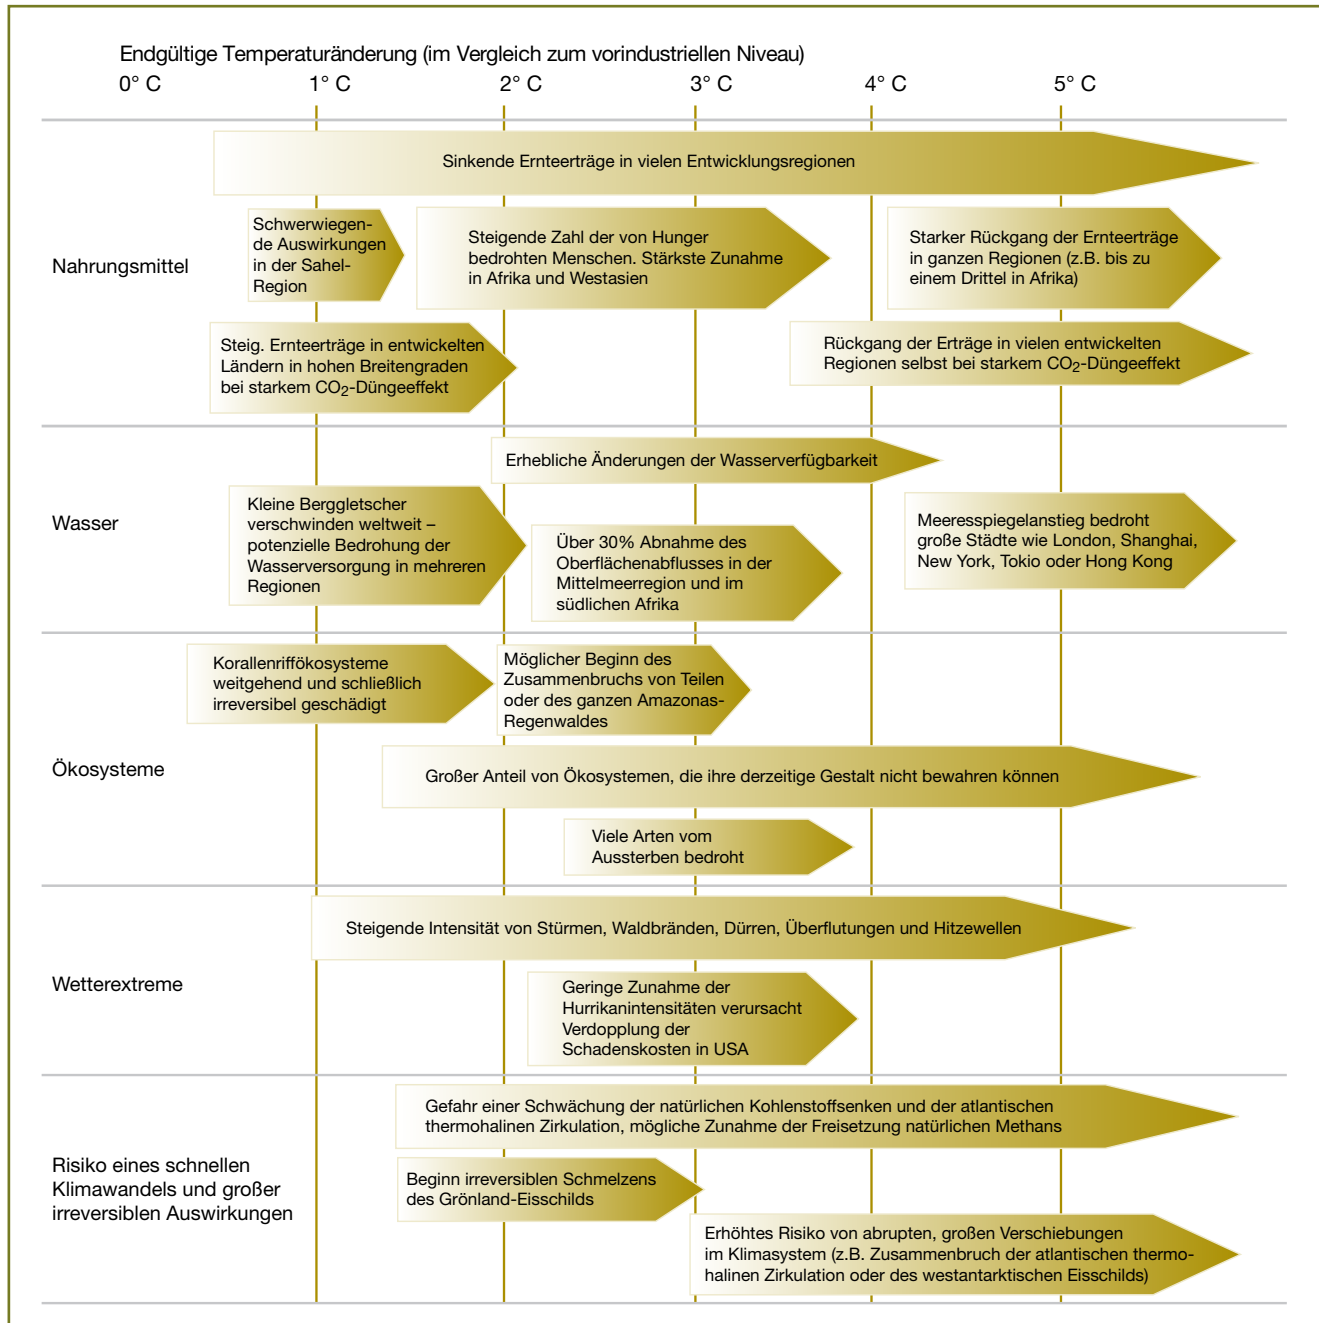 Endgültige Temperaturänderung (im Vergleich zum vorindustriellen Niveau)
0° C 1° C 2° C 3° C 4° C 5° C
Nahrungsmittel
Sinkende Ernteerträge in vielen Entwicklungsregionen
Schwerwiegen-
de Auswirkungen
in der Sahel-
Region
Steigende Zahl der von Hunger
bedrohten Menschen. Stärkste Zunahme
in Afrika und Westasien
Starker Rückgang der Ernteerträge
in ganzen Regionen (z.B. bis zu
einem Drittel in Afrika)
Steig. Ernteerträge in entwickelten
Ländern in hohen Breitengraden
bei starkem CO2-Düngeeffekt
Rückgang der Erträge in vielen entwickelten
Regionen selbst bei starkem CO2-Düngeeffekt
Wasser
Erhebliche Änderungen der Wasserverfügbarkeit
Kleine Berggletscher
verschwinden weltweit –
potenzielle Bedrohung der
Wasserversorgung in mehreren
Regionen
Über 30% Abnahme des
Oberflächenabflusses in der
Mittelmeerregion und im
südlichen Afrika
Meeresspiegelanstieg bedroht
große Städte wie London, Shanghai,
New York, Tokio oder Hong Kong
Ökosysteme
Korallenriffökosysteme
weitgehend und schließlich
irreversibel geschädigt
Möglicher Beginn des
Zusammenbruchs von Teilen
oder des ganzen Amazonas-
Regenwaldes
Großer Anteil von Ökosystemen, die ihre derzeitige Gestalt nicht bewahren können
Viele Arten vom
Aussterben bedroht
Wetterextreme
Steigende Intensität von Stürmen, Waldbränden, Dürren, Überflutungen und Hitzewellen
Geringe Zunahme der
Hurrikanintensitäten verursacht
Verdopplung der
Schadenskosten in USA
Risiko eines schnellen
Klimawandels und großer
irreversiblen Auswirkungen
Gefahr einer Schwächung der natürlichen Kohlenstoffsenken und der atlantischen
thermohalinen Zirkulation, mögliche Zunahme der Freisetzung natürlichen Methans
Beginn irreversiblen Schmelzens
des Grönland-Eisschilds
Erhöhtes Risiko von abrupten, großen Verschiebungen
im Klimasystem (z.B. Zusammenbruch der atlantischen thermo-
halinen Zirkulation oder des westantarktischen Eisschilds)